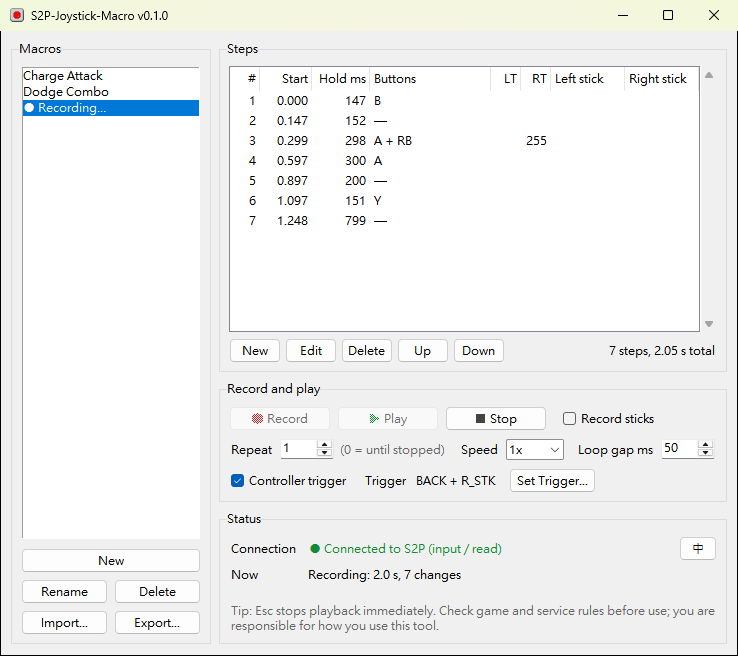 S2P-Joystick-Macro v0.1.0
Macros
Charge Attack
Dodge Combo
Recording...
New
Rename Delete
Import... Export...
Steps
# Start Hold ms Buttons LT RT Left stick Right stick
1 0.000 147 B
2 0.147 152 —
3 0.299 298 A + RB 255
4 0.597 300 A
5 0.897 200 —
6 1.097 151 Y
7 1.248 799 —
New Edit Delete Up Down 7 steps, 2.05 s total
Record and play
Record Play Stop Record sticks
Repeat 1 (0 = until stopped) Speed 1x Loop gap ms 50
Controller trigger Trigger BACK + R_STK Set Trigger...
Status
Connection Connected to S2P (input / read) 中
Now Recording: 2.0 s, 7 changes
Tip: Esc stops playback immediately. Check game and service rules before use; you are
responsible for how you use this tool.